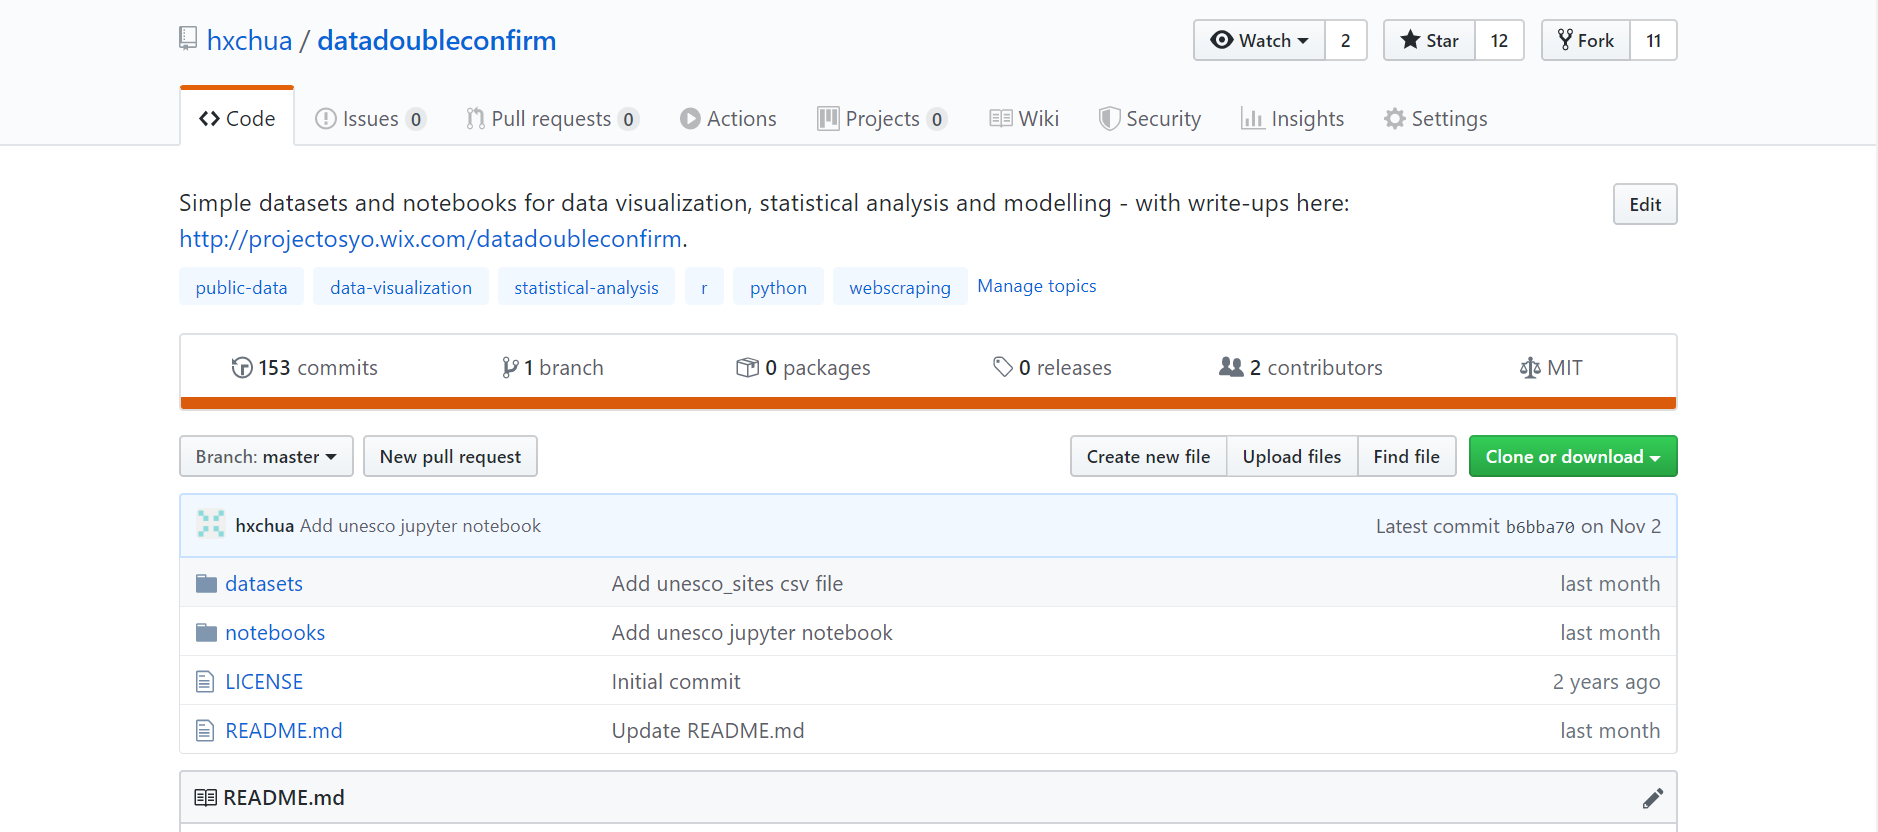 hxchua / datadoubleconfirm
Watch 2 Star 12 Fork 11
Code Issues 0 Pull requests 0 Actions Projects 0 Wiki Security Insights Settings
Simple datasets and notebooks for data visualization, statistical analysis and modelling - with write-ups here:
http://projectosyo.wix.com/datadoubleconfirm.
Edit
public-data data-visualization statistical-analysis r python webscraping Manage topics
153 commits 1 branch 0 packages 0 releases 2 contributors MIT
Branch: master New pull request Create new file Upload files Find file Clone or download
hxchua Add unesco jupyter notebook Latest commit b6bba70 on Nov 2
datasets Add unesco_sites csv file last month
notebooks Add unesco jupyter notebook last month
LICENSE Initial commit 2 years ago
README.md Update README.md last month
README.md